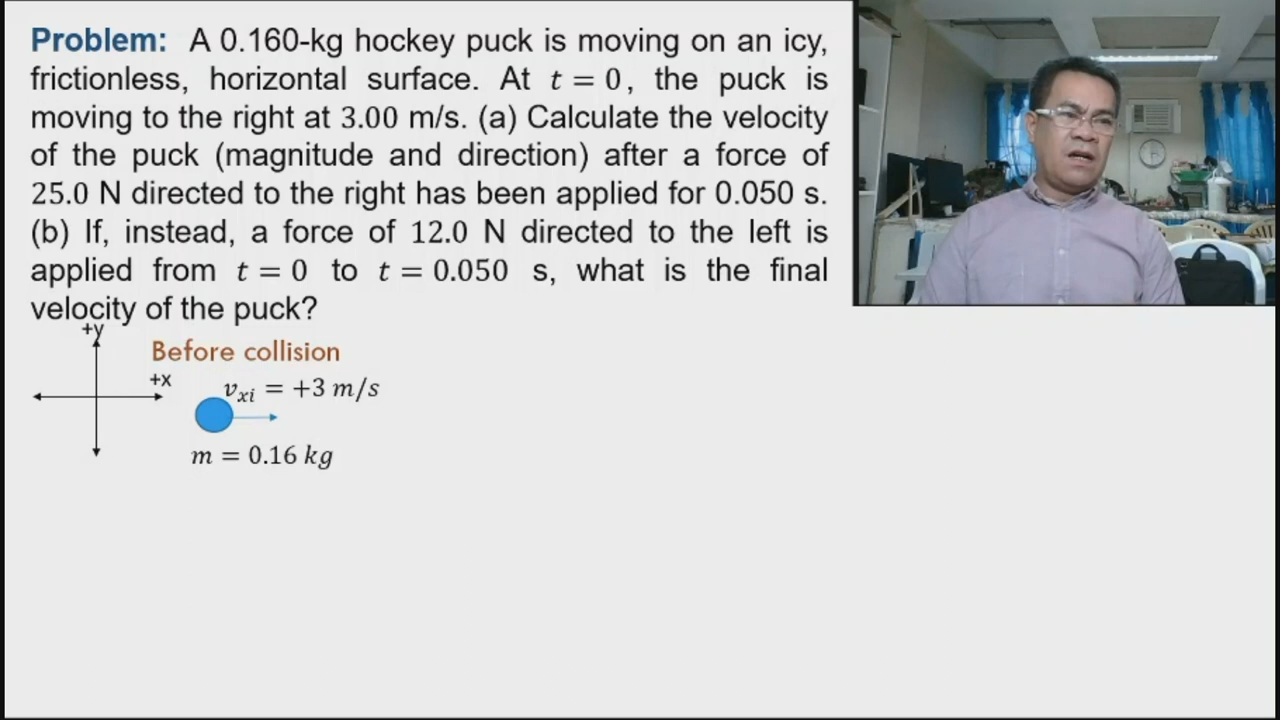 Problem: A 0.160-kg hockey puck is moving on an icy,
frictionless, horizontal surface. At t = 0, the puck is
moving to the right at 3.00 m/s. (a) Calculate the velocity
of the puck (magnitude and direction) after a force of
25.0 N directed to the right has been applied for 0.050 s.
(b) If, instead, a force of 12.0 N directed to the left is
applied from t = 0 to t = 0.050 s, what is the final
velocity of the puck?
+y
Before collision
+x
vₓᵢ = +3 m/s
m = 0.16 kg